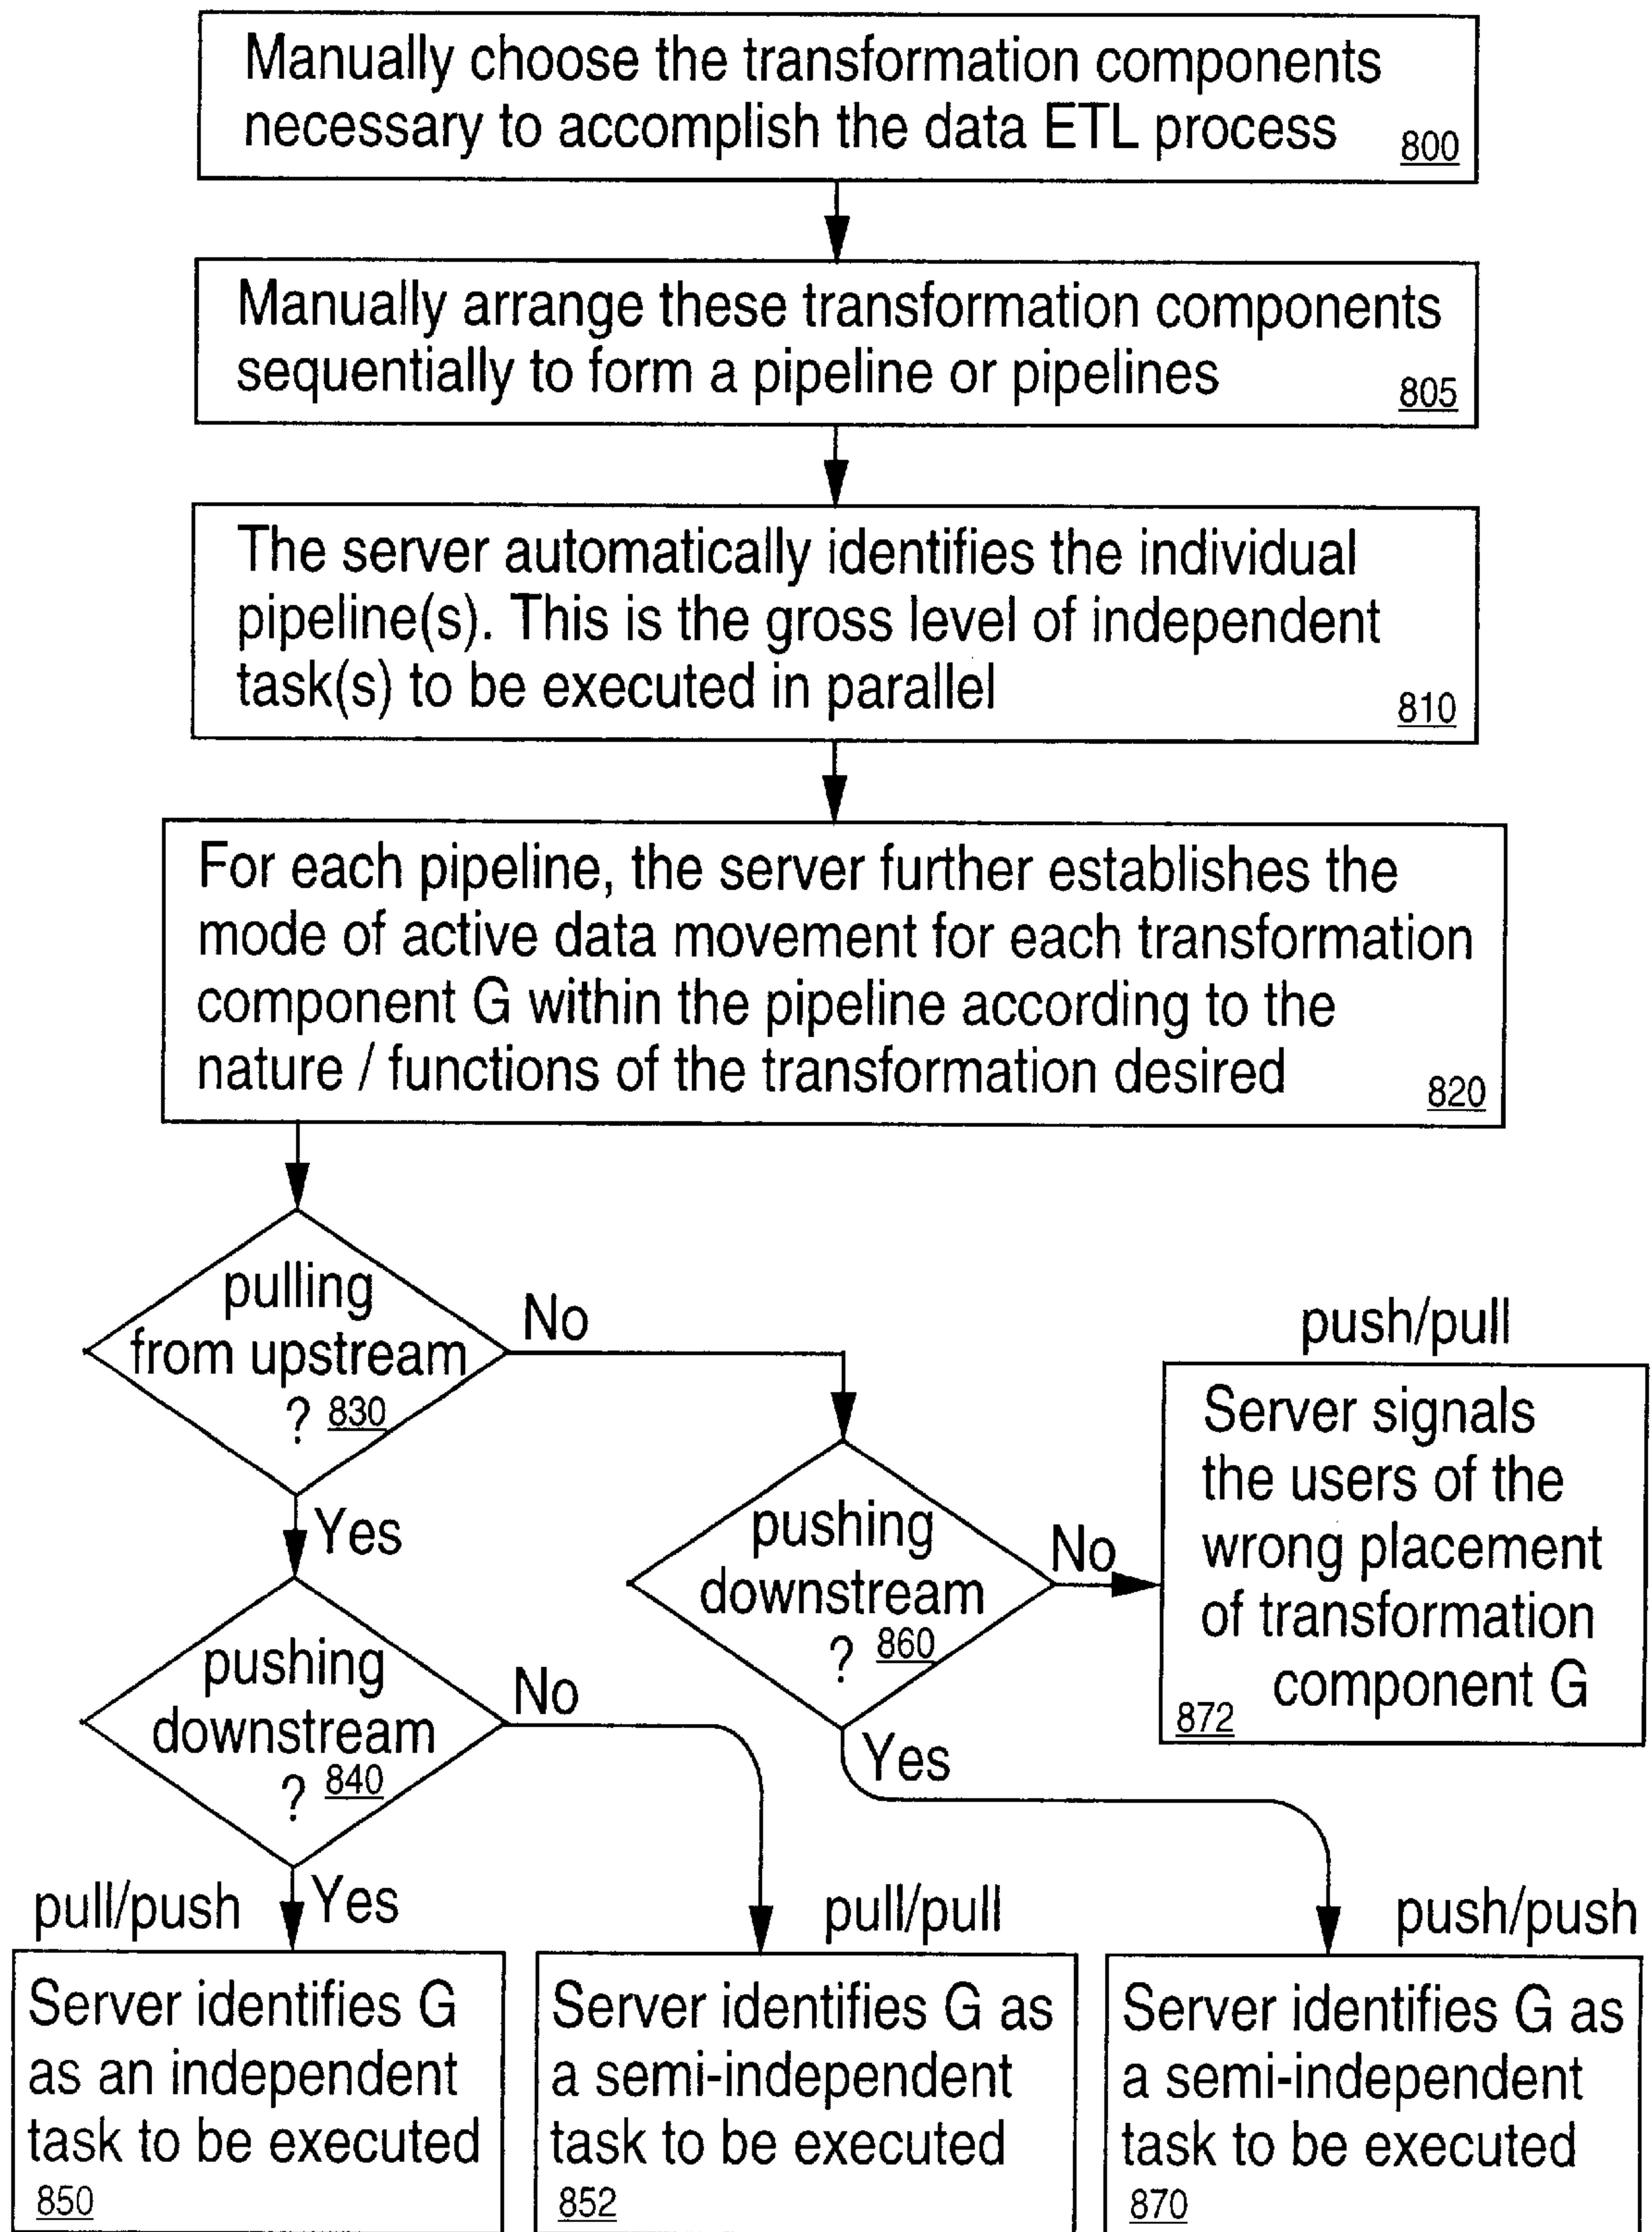 Manually choose the transformation components
necessary to accomplish the data ETL process
800
Manually arrange these transformation components
sequentially to form a pipeline or pipelines
805
The server automatically identifies the individual
pipeline(s). This is the gross level of independent
task(s) to be executed in parallel
810
For each pipeline, the server further establishes the
mode of active data movement for each transformation
component G within the pipeline according to the
nature / functions of the transformation desired
820
pulling
from upstream
? 830
No
Yes
pushing
downstream
? 860
No
Yes
push/pull
Server signals
the users of the
wrong placement
of transformation
component G
872
pushing
downstream
? 840
No
Yes
pull/push
Server identifies G
as an independent
task to be executed
850
pull/pull
Server identifies G as
a semi-independent
task to be executed
852
push/push
Server identifies G as
a semi-independent
task to be executed
870